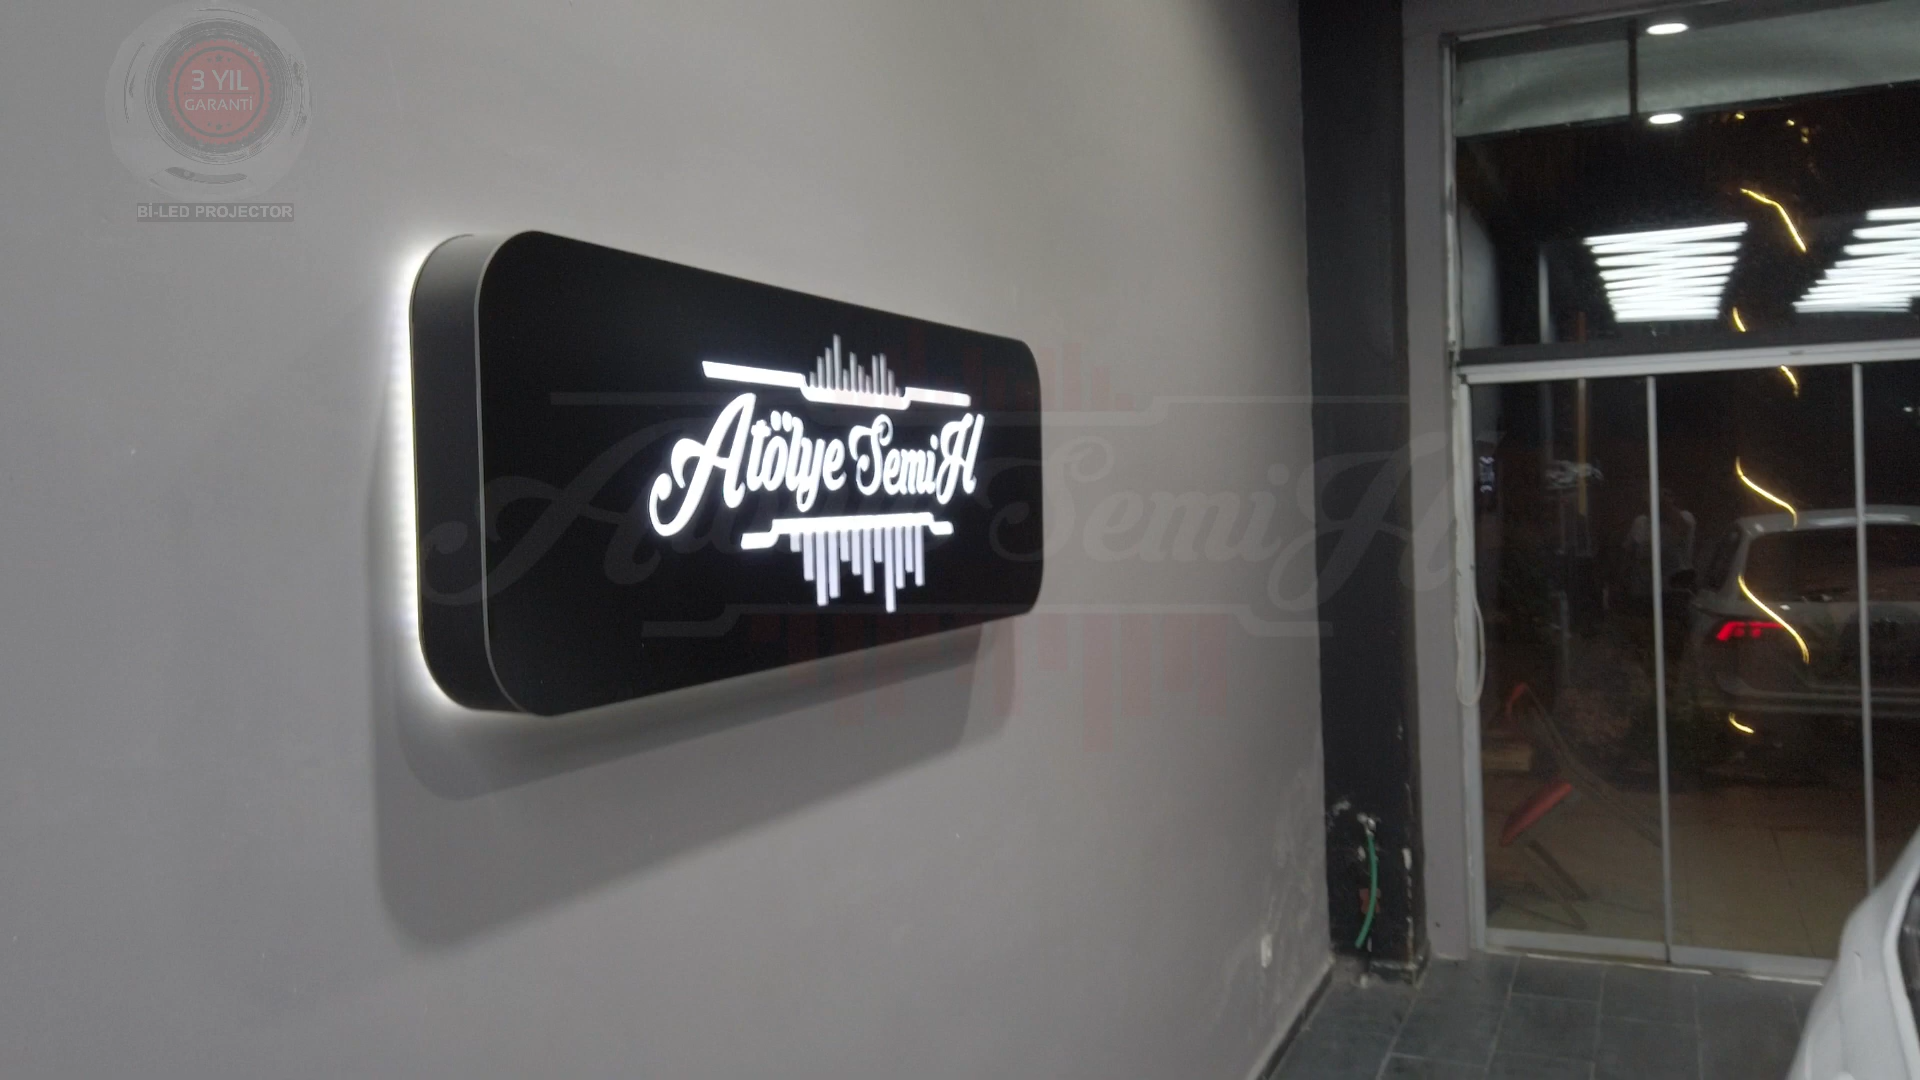 3 YIL
GARANTİ
Bİ-LED PROJECTOR
Atölye SemiH
Atölye SemiH